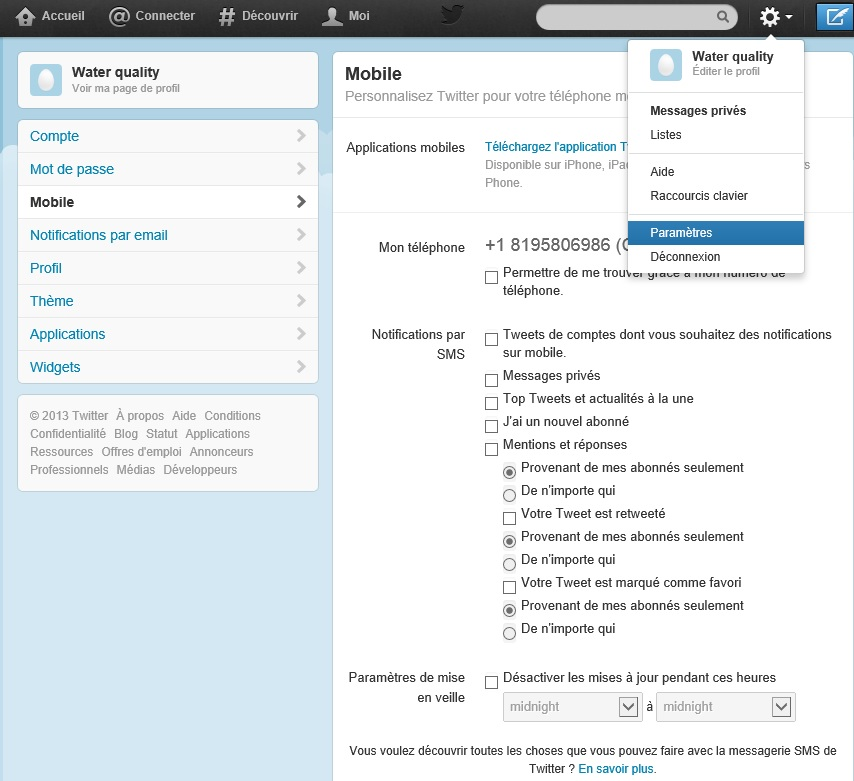 Accueil
Connecter
Découvrir
Moi
Water quality
Voir ma page de profil
Compte
Mot de passe
Mobile
Notifications par email
Profil
Thème
Applications
Widgets
© 2013 Twitter À propos Aide Conditions
Confidentialité Blog Statut Applications
Ressources Offres d'emploi Annonceurs
Professionnels Médias Développeurs
Water quality
Éditer le profil
Messages privés
Listes
Aide
Raccourcis clavier
Paramètres
Déconnexion
Mobile
Personnalisez Twitter pour votre téléphone
Applications mobiles
Téléchargez l'application
Disponible sur iPhone,
Phone.
Mon téléphone
+1 8195806986
Permettre de me trouver grâce à mon numéro de
téléphone.
Notifications par
SMS
Tweets de comptes dont vous souhaitez des notifications
sur mobile.
Messages privés
Top Tweets et actualités à la une
J'ai un nouvel abonné
Mentions et réponses
Provenant de mes abonnés seulement
De n'importe qui
Votre Tweet est retweeté
Provenant de mes abonnés seulement
De n'importe qui
Votre Tweet est marqué comme favori
Provenant de mes abonnés seulement
De n'importe qui
Paramètres de mise
en veille
Désactiver les mises à jour pendant ces heures
midnight à midnight
Vous voulez découvrir toutes les choses que vous pouvez faire avec la messagerie SMS de
Twitter ? En savoir plus.